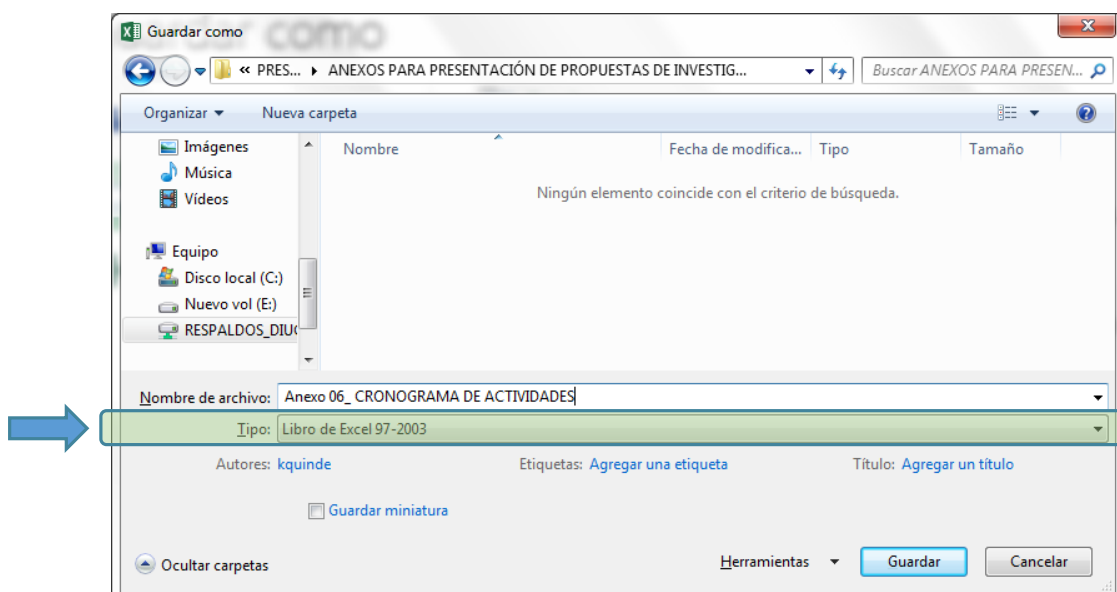 Guardar como
« PRES... ▸ ANEXOS PARA PRESENTACIÓN DE PROPUESTAS DE INVESTIG...
Buscar ANEXOS PARA PRESEN...
Organizar
Nueva carpeta
Imágenes
Música
Vídeos
Equipo
Disco local (C:)
Nuevo vol (E:)
RESPALDOS_DIU
Nombre
Fecha de modifica...
Tipo
Tamaño
Ningún elemento coincide con el criterio de búsqueda.
Nombre de archivo: Anexo 06_ CRONOGRAMA DE ACTIVIDADES
Tipo: Libro de Excel 97-2003
Autores: kquinde
Etiquetas: Agregar una etiqueta
Título: Agregar un título
Guardar miniatura
Ocultar carpetas
Herramientas
Guardar
Cancelar